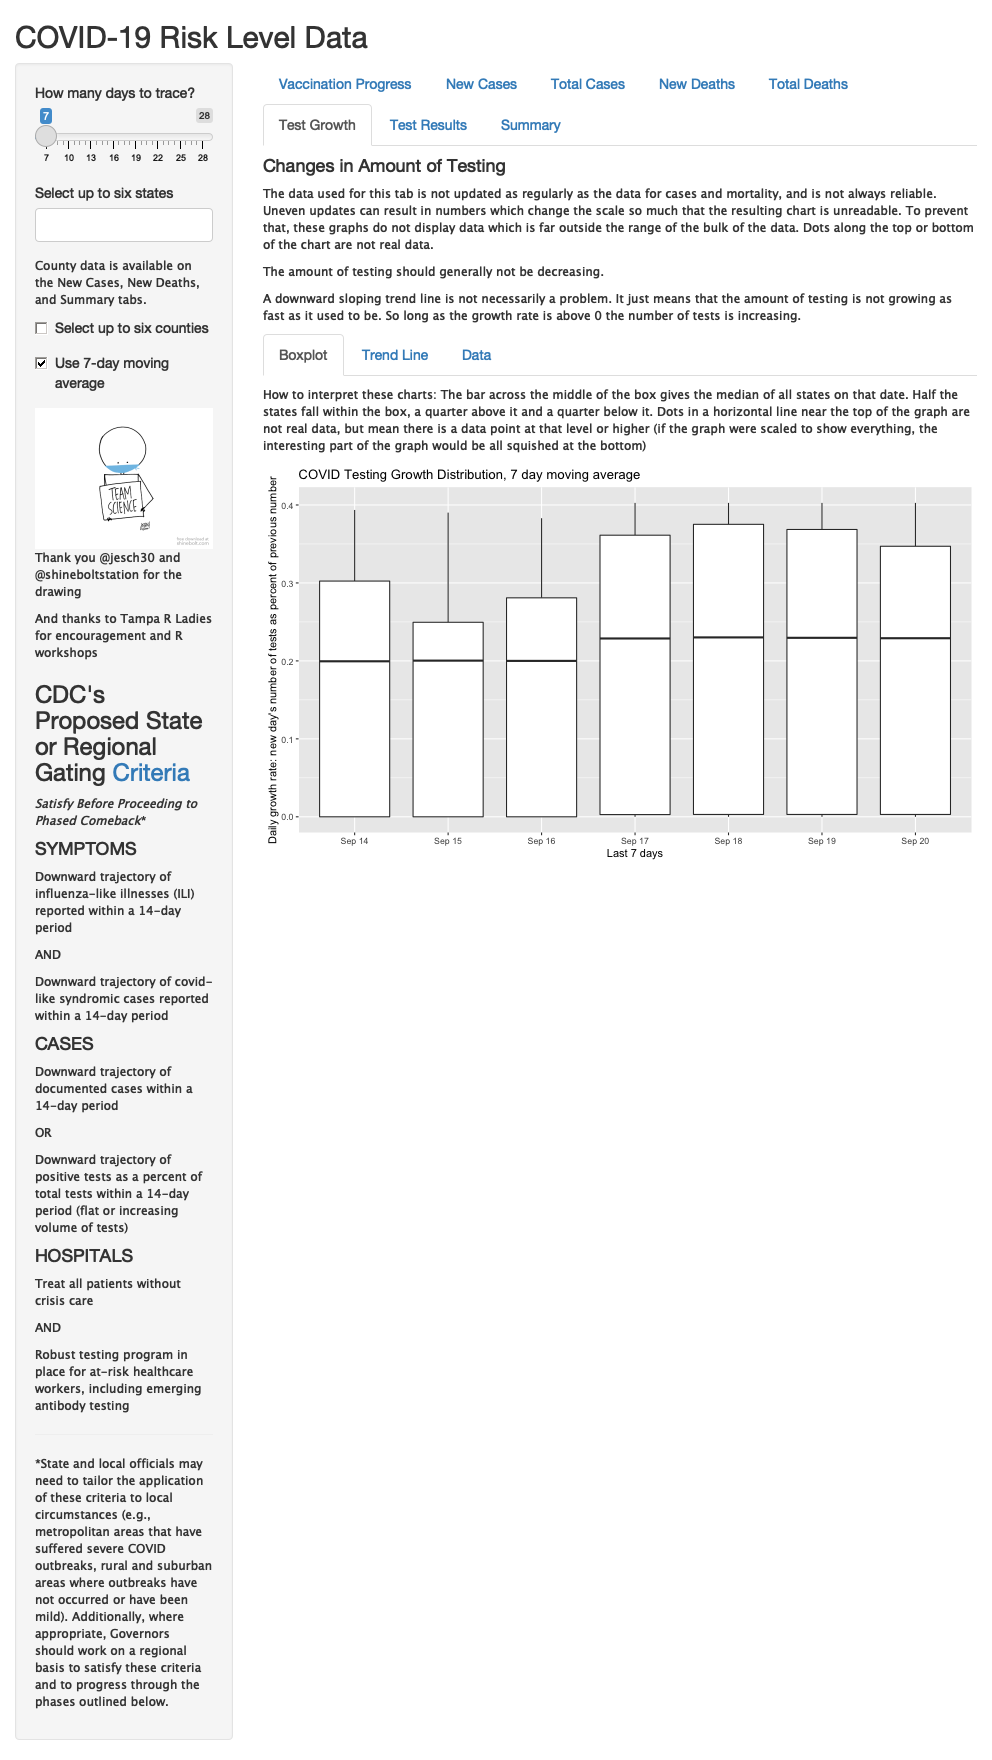 COVID-19 Risk Level Data
How many days to trace?
7
28
7 10 13 16 19 22 25 28
Select up to six states
County data is available on
the New Cases, New Deaths,
and Summary tabs.
Select up to six counties
Use 7-day moving
average
TEAM
SCIENCE
Thank you @jesch30 and
@shineboltstation for the
drawing
And thanks to Tampa R Ladies
for encouragement and R
workshops
CDC's
Proposed State
or Regional
Gating Criteria
Satisfy Before Proceeding to
Phased Comeback*
SYMPTOMS
Downward trajectory of
influenza-like illnesses (ILI)
reported within a 14-day
period
AND
Downward trajectory of covid-
like syndromic cases reported
within a 14-day period
CASES
Downward trajectory of
documented cases within a
14-day period
OR
Downward trajectory of
positive tests as a percent of
total tests within a 14-day
period (flat or increasing
volume of tests)
HOSPITALS
Treat all patients without
crisis care
AND
Robust testing program in
place for at-risk healthcare
workers, including emerging
antibody testing
*State and local officials may
need to tailor the application
of these criteria to local
circumstances (e.g.,
metropolitan areas that have
suffered severe COVID
outbreaks, rural and suburban
areas where outbreaks have
not occurred or have been
mild). Additionally, where
appropriate, Governors
should work on a regional
basis to satisfy these criteria
and to progress through the
phases outlined below.
Vaccination Progress New Cases Total Cases New Deaths Total Deaths
Test Growth Test Results Summary
Changes in Amount of Testing
The data used for this tab is not updated as regularly as the data for cases and mortality, and is not always reliable.
Uneven updates can result in numbers which change the scale so much that the resulting chart is unreadable. To prevent
that, these graphs do not display data which is far outside the range of the bulk of the data. Dots along the top or bottom
of the chart are not real data.
The amount of testing should generally not be decreasing.
A downward sloping trend line is not necessarily a problem. It just means that the amount of testing is not growing as
fast as it used to be. So long as the growth rate is above 0 the number of tests is increasing.
Boxplot Trend Line Data
How to interpret these charts: The bar across the middle of the box gives the median of all states on that date. Half the
states fall within the box, a quarter above it and a quarter below it. Dots in a horizontal line near the top of the graph are
not real data, but mean there is a data point at that level or higher (if the graph were scaled to show everything, the
interesting part of the graph would be all squished at the bottom)
COVID Testing Growth Distribution, 7 day moving average
Daily growth rate: new day's number of tests as percent of previous number
0.4
0.3
0.2
0.1
0.0
Sep 14 Sep 15 Sep 16 Sep 17 Sep 18 Sep 19 Sep 20
Last 7 days